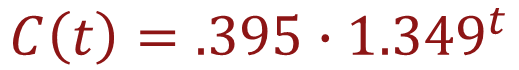 C(t) = .395 · 1.349^t